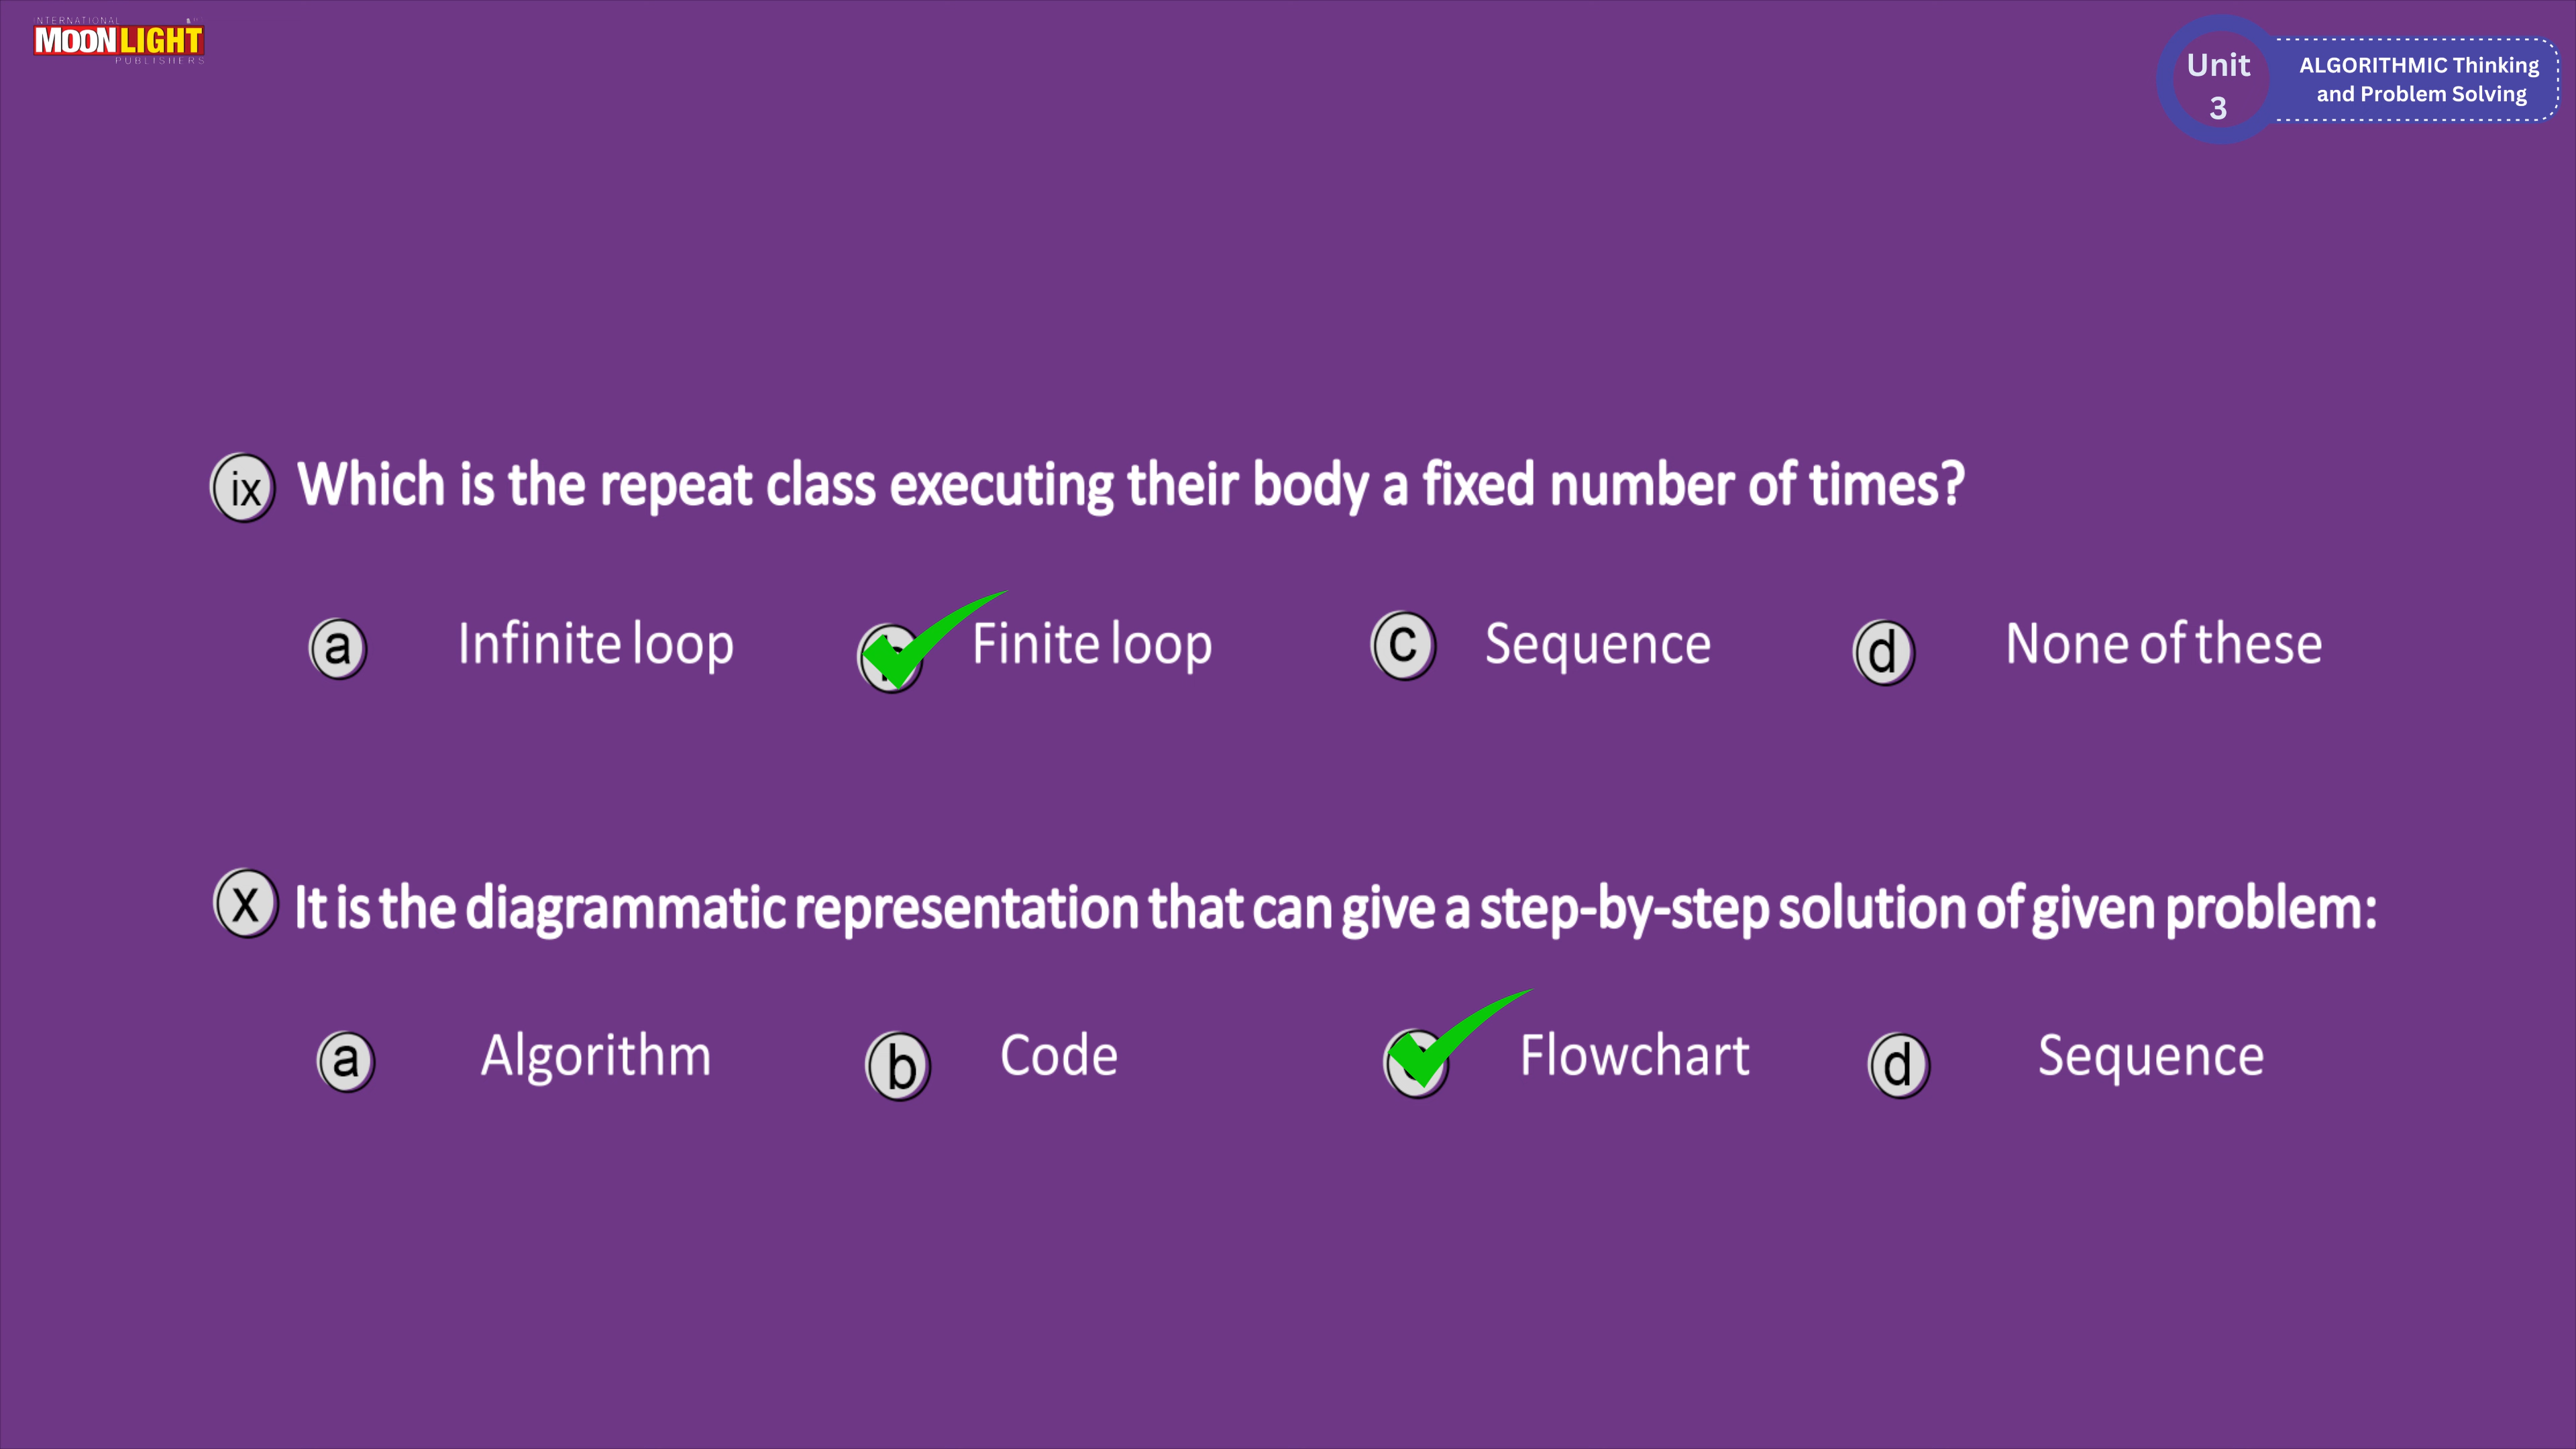 INTERNATIONAL
MOONLIGHT
PUBLISHERS
Unit
3
ALGORITHMIC Thinking
and Problem Solving
ix Which is the repeat class executing their body a fixed number of times?
a Infinite loop Finite loop c Sequence d None of these
x It is the diagrammatic representation that can give a step-by-step solution of given problem:
a Algorithm b Code Flowchart d Sequence